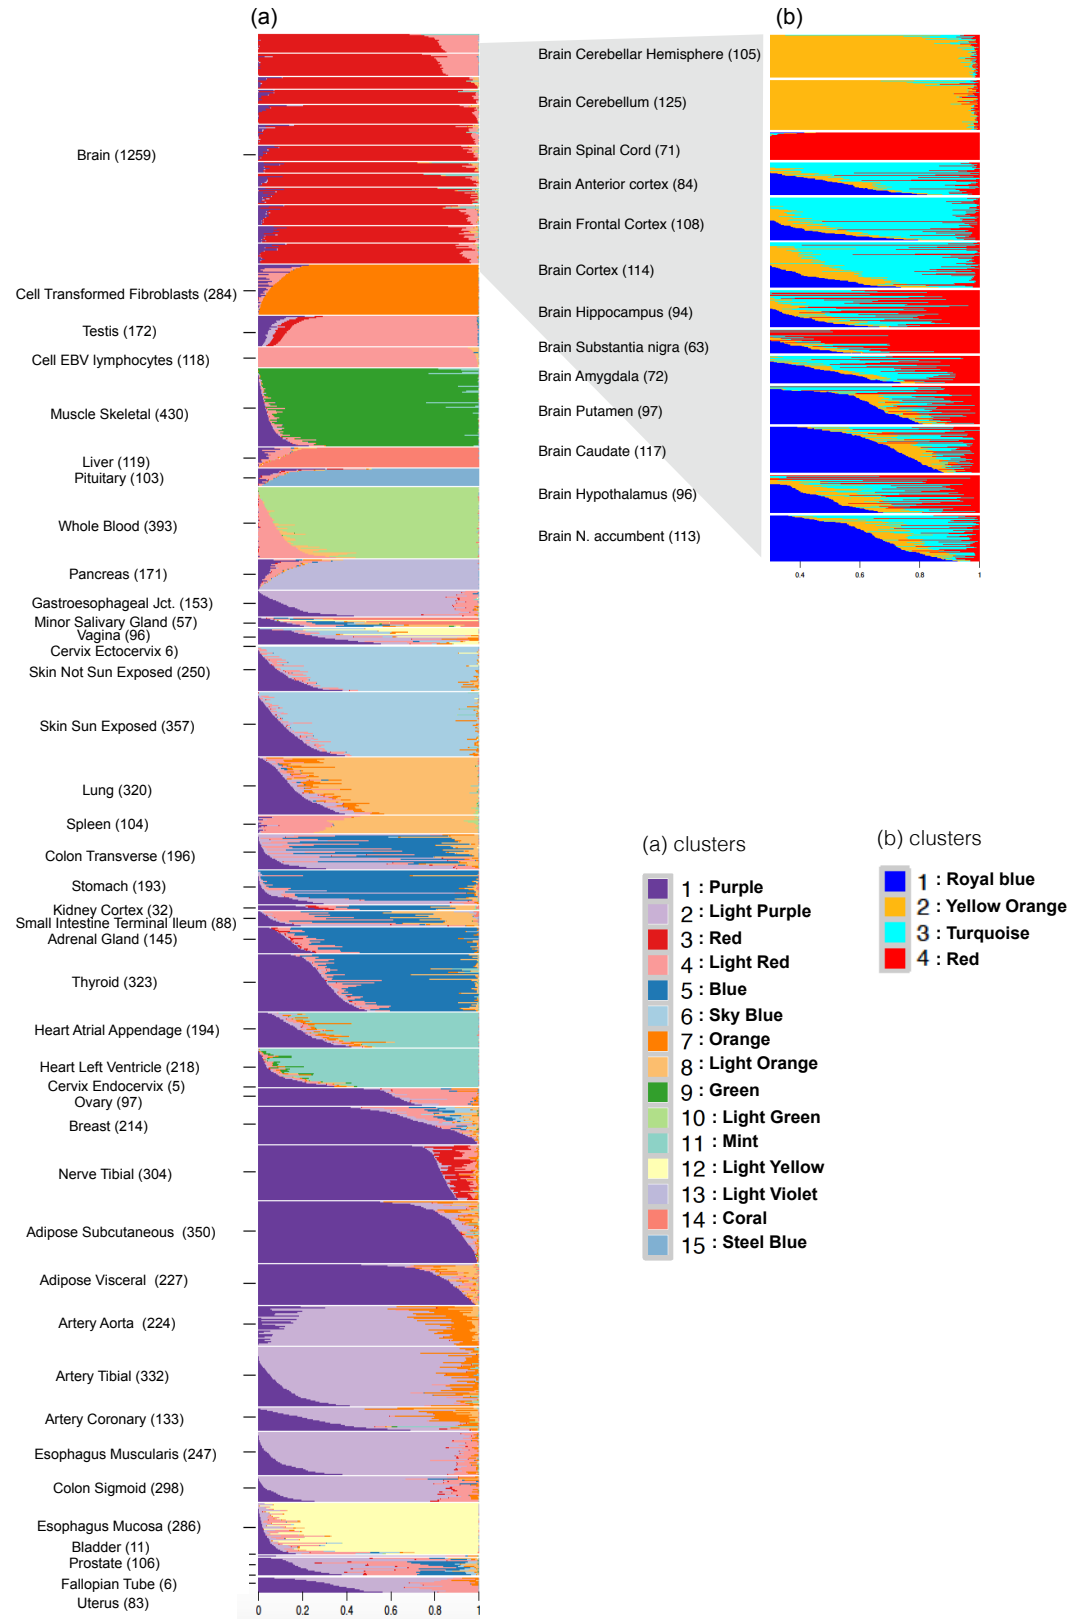 (a)
(b)
Brain (1259)
Cell Transformed Fibroblasts (284)
Testis (172)
Cell EBV lymphocytes (118)
Muscle Skeletal (430)
Liver (119)
Pituitary (103)
Whole Blood (393)
Pancreas (171)
Gastroesophageal Jct. (153)
Minor Salivary Gland (57)
Vagina (96)
Cervix Ectocervix 6)
Skin Not Sun Exposed (250)
Skin Sun Exposed (357)
Lung (320)
Spleen (104)
Colon Transverse (196)
Stomach (193)
Kidney Cortex (32)
Small Intestine Terminal Ileum (88)
Adrenal Gland (145)
Thyroid (323)
Heart Atrial Appendage (194)
Heart Left Ventricle (218)
Cervix Endocervix (5)
Ovary (97)
Breast (214)
Nerve Tibial (304)
Adipose Subcutaneous (350)
Adipose Visceral (227)
Artery Aorta (224)
Artery Tibial (332)
Artery Coronary (133)
Esophagus Muscularis (247)
Colon Sigmoid (298)
Esophagus Mucosa (286)
Bladder (11)
Prostate (106)
Fallopian Tube (6)
Uterus (83)
0 0.2 0.4 0.6 0.8 1
Brain Cerebellar Hemisphere (105)
Brain Cerebellum (125)
Brain Spinal Cord (71)
Brain Anterior cortex (84)
Brain Frontal Cortex (108)
Brain Cortex (114)
Brain Hippocampus (94)
Brain Substantia nigra (63)
Brain Amygdala (72)
Brain Putamen (97)
Brain Caudate (117)
Brain Hypothalamus (96)
Brain N. accumbent (113)
0.4 0.6 0.8 1
(a) clusters
1 : Purple
2 : Light Purple
3 : Red
4 : Light Red
5 : Blue
6 : Sky Blue
7 : Orange
8 : Light Orange
9 : Green
10 : Light Green
11 : Mint
12 : Light Yellow
13 : Light Violet
14 : Coral
15 : Steel Blue
(b) clusters
1 : Royal blue
2 : Yellow Orange
3 : Turquoise
4 : Red